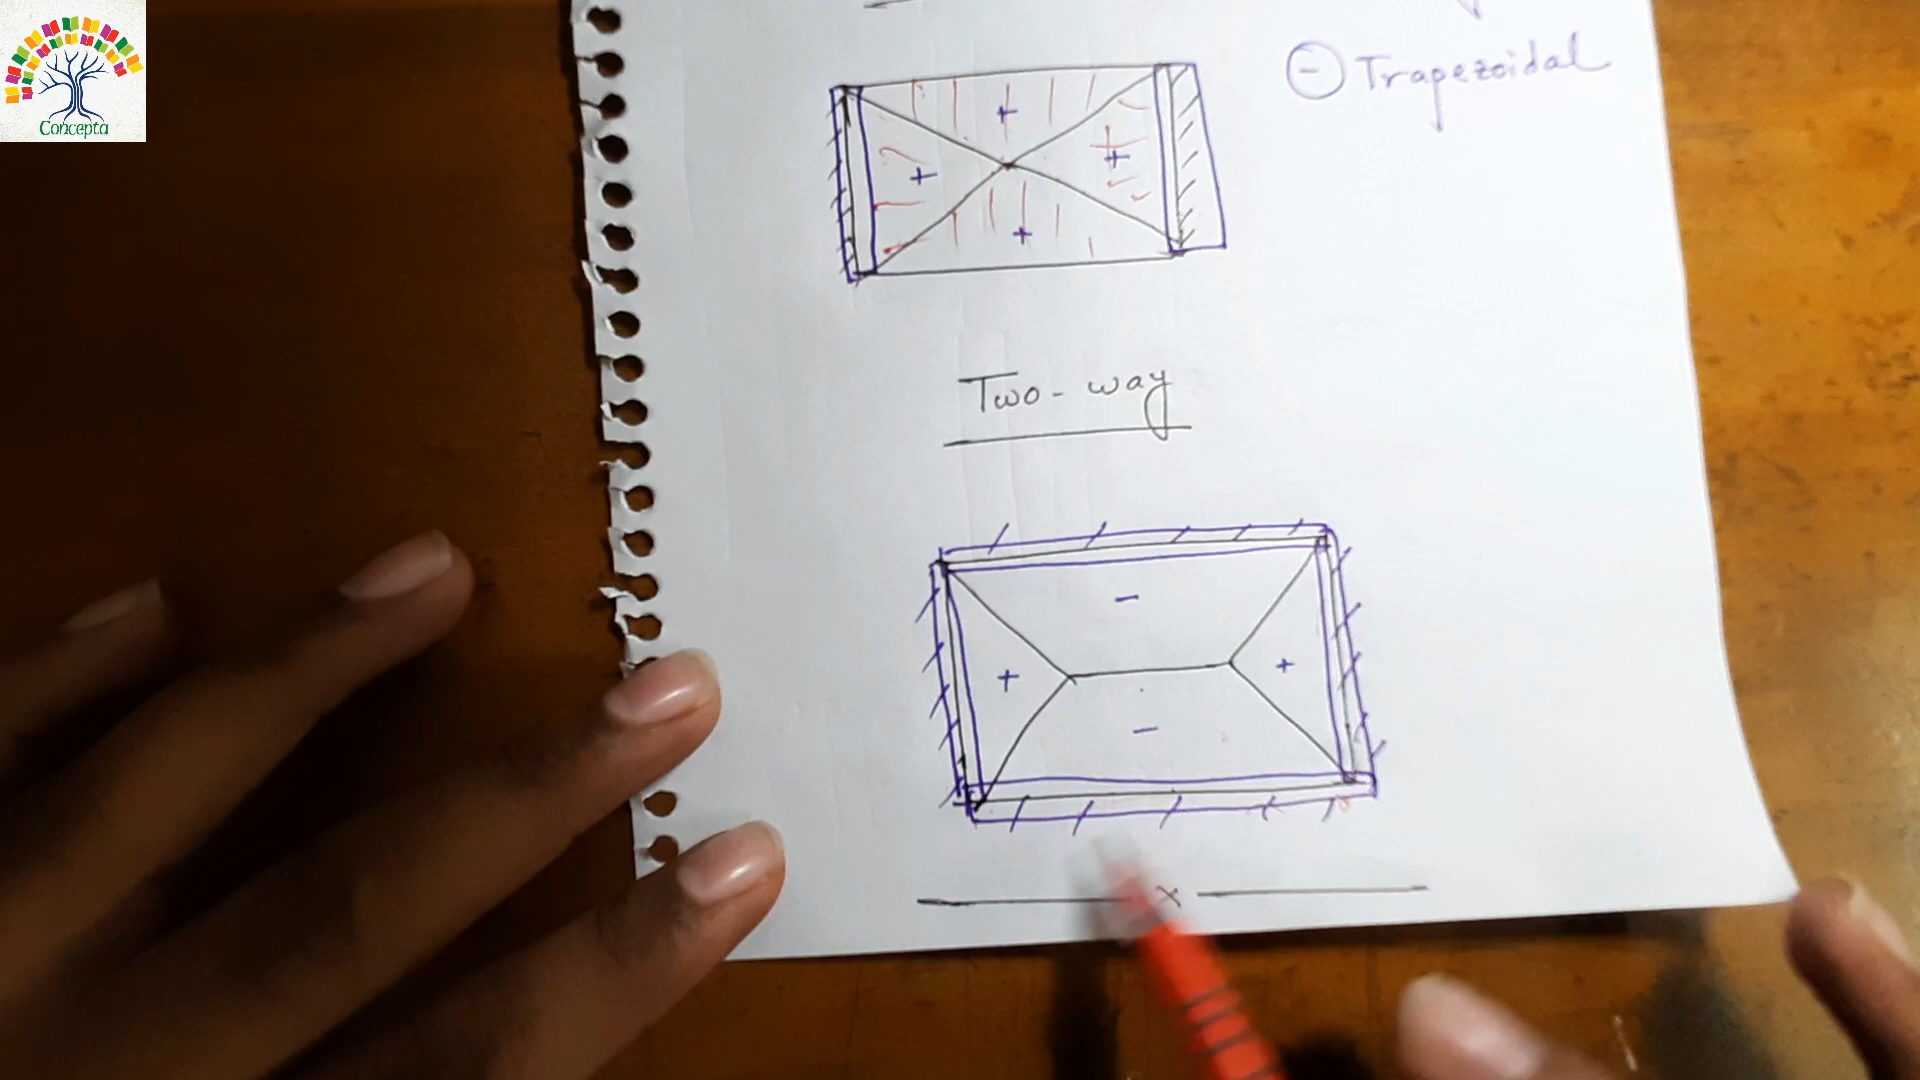 Concepta
⊖ Trapezoidal
+
+ +
+
Two-way
-
+ +
-
x